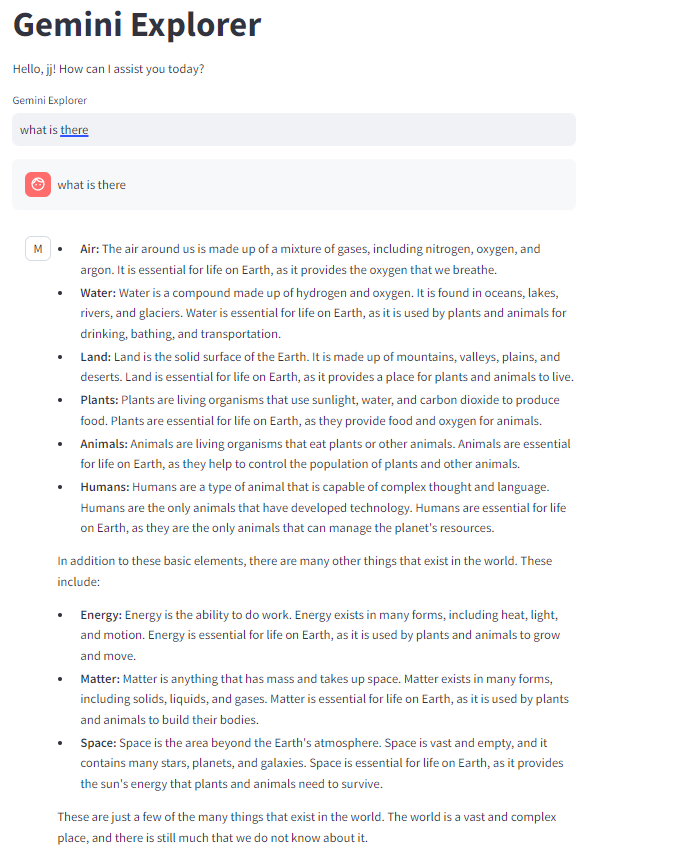 Gemini Explorer
Hello, jj! How can I assist you today?
Gemini Explorer
what is there
what is there
M
• Air: The air around us is made up of a mixture of gases, including nitrogen, oxygen, and
argon. It is essential for life on Earth, as it provides the oxygen that we breathe.
• Water: Water is a compound made up of hydrogen and oxygen. It is found in oceans, lakes,
rivers, and glaciers. Water is essential for life on Earth, as it is used by plants and animals for
drinking, bathing, and transportation.
• Land: Land is the solid surface of the Earth. It is made up of mountains, valleys, plains, and
deserts. Land is essential for life on Earth, as it provides a place for plants and animals to live.
• Plants: Plants are living organisms that use sunlight, water, and carbon dioxide to produce
food. Plants are essential for life on Earth, as they provide food and oxygen for animals.
• Animals: Animals are living organisms that eat plants or other animals. Animals are essential
for life on Earth, as they help to control the population of plants and other animals.
• Humans: Humans are a type of animal that is capable of complex thought and language.
Humans are the only animals that have developed technology. Humans are essential for life
on Earth, as they are the only animals that can manage the planet's resources.
In addition to these basic elements, there are many other things that exist in the world. These
include:
• Energy: Energy is the ability to do work. Energy exists in many forms, including heat, light,
and motion. Energy is essential for life on Earth, as it is used by plants and animals to grow
and move.
• Matter: Matter is anything that has mass and takes up space. Matter exists in many forms,
including solids, liquids, and gases. Matter is essential for life on Earth, as it is used by plants
and animals to build their bodies.
• Space: Space is the area beyond the Earth's atmosphere. Space is vast and empty, and it
contains many stars, planets, and galaxies. Space is essential for life on Earth, as it provides
the sun's energy that plants and animals need to survive.
These are just a few of the many things that exist in the world. The world is a vast and complex
place, and there is still much that we do not know about it.